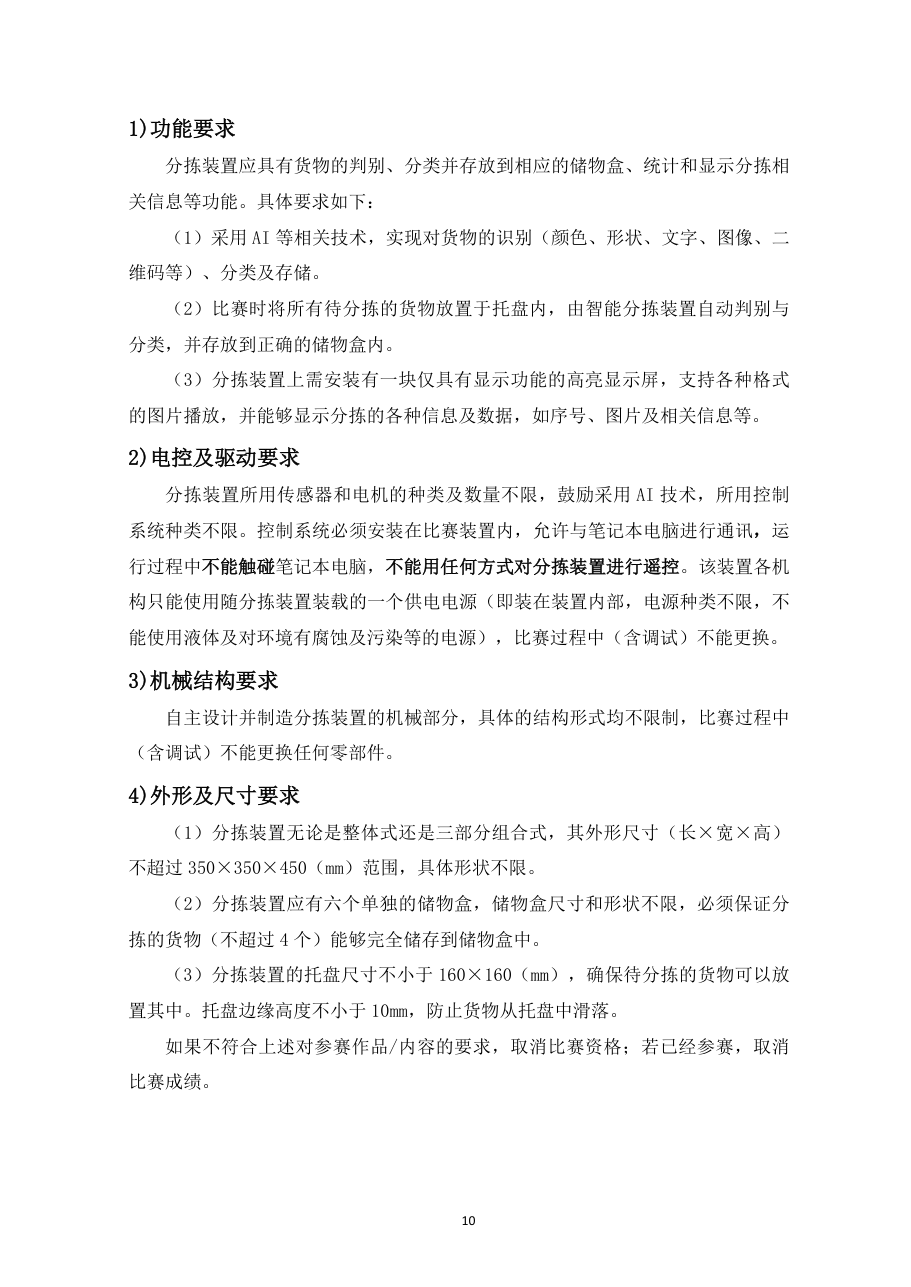 1)功能要求
分拣装置应具有货物的判别、分类并存放到相应的储物盒、统计和显示分拣相
关信息等功能。具体要求如下：
（1）采用 AI 等相关技术，实现对货物的识别（颜色、形状、文字、图像、二
维码等）、分类及存储。
（2）比赛时将所有待分拣的货物放置于托盘内，由智能分拣装置自动判别与
分类，并存放到正确的储物盒内。
（3）分拣装置上需安装有一块仅具有显示功能的高亮显示屏，支持各种格式
的图片播放，并能够显示分拣的各种信息及数据，如序号、图片及相关信息等。
2)电控及驱动要求
分拣装置所用传感器和电机的种类及数量不限，鼓励采用 AI 技术，所用控制
系统种类不限。控制系统必须安装在比赛装置内，允许与笔记本电脑进行通讯，运
行过程中不能触碰笔记本电脑，不能用任何方式对分拣装置进行遥控。该装置各机
构只能使用随分拣装置装载的一个供电电源（即装在装置内部，电源种类不限，不
能使用液体及对环境有腐蚀及污染等的电源），比赛过程中（含调试）不能更换。
3)机械结构要求
自主设计并制造分拣装置的机械部分，具体的结构形式均不限制，比赛过程中
（含调试）不能更换任何零部件。
4)外形及尺寸要求
（1）分拣装置无论是整体式还是三部分组合式，其外形尺寸（长×宽×高）
不超过 350×350×450（mm）范围，具体形状不限。
（2）分拣装置应有六个单独的储物盒，储物盒尺寸和形状不限，必须保证分
拣的货物（不超过 4 个）能够完全储存到储物盒中。
（3）分拣装置的托盘尺寸不小于 160×160（mm），确保待分拣的货物可以放
置其中。托盘边缘高度不小于 10mm，防止货物从托盘中滑落。
如果不符合上述对参赛作品/内容的要求，取消比赛资格；若已经参赛，取消
比赛成绩。
10